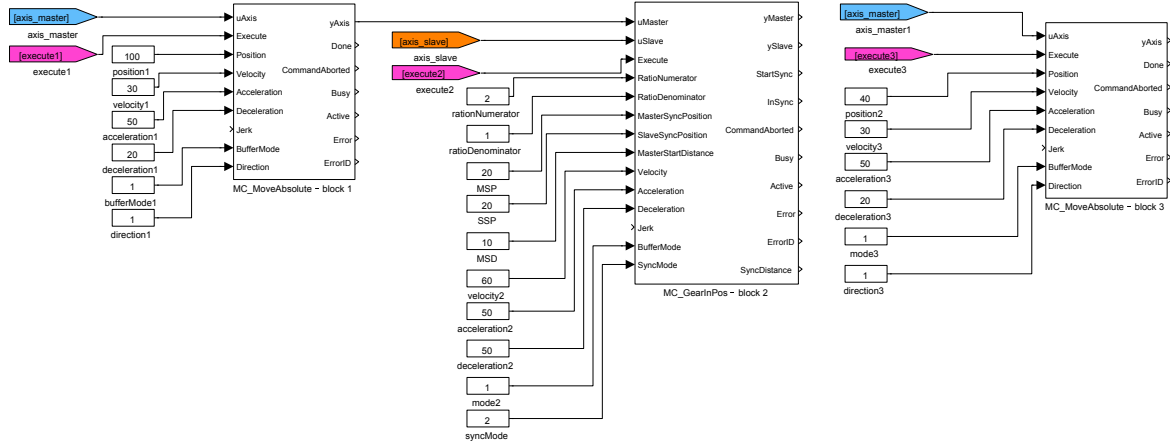 [axis_master]
axis_master
[execute1]
execute1
100
position1
30
velocity1
50
acceleration1
20
deceleration1
1
bufferMode1
1
direction1
uAxis
Execute
Position
Velocity
Acceleration
Deceleration
Jerk
BufferMode
Direction
yAxis
Done
CommandAborted
Busy
Active
Error
ErrorID
MC_MoveAbsolute - block 1
[axis_slave]
axis_slave
[execute2]
execute2
2
rationNumerator
1
ratioDenominator
20
MSP
20
SSP
10
MSD
60
velocity2
50
acceleration2
50
deceleration2
1
mode2
2
syncMode
uMaster
uSlave
Execute
RatioNumerator
RatioDenominator
MasterSyncPosition
SlaveSyncPosition
MasterStartDistance
Velocity
Acceleration
Deceleration
Jerk
BufferMode
SyncMode
yMaster
ySlave
StartSync
InSync
CommandAborted
Busy
Active
Error
ErrorID
SyncDistance
MC_GearInPos - block 2
[axis_master]
axis_master1
[execute3]
execute3
40
position2
30
velocity3
50
acceleration3
20
deceleration3
1
mode3
1
direction3
uAxis
Execute
Position
Velocity
Acceleration
Deceleration
Jerk
BufferMode
Direction
yAxis
Done
CommandAborted
Busy
Active
Error
ErrorID
MC_MoveAbsolute - block 3